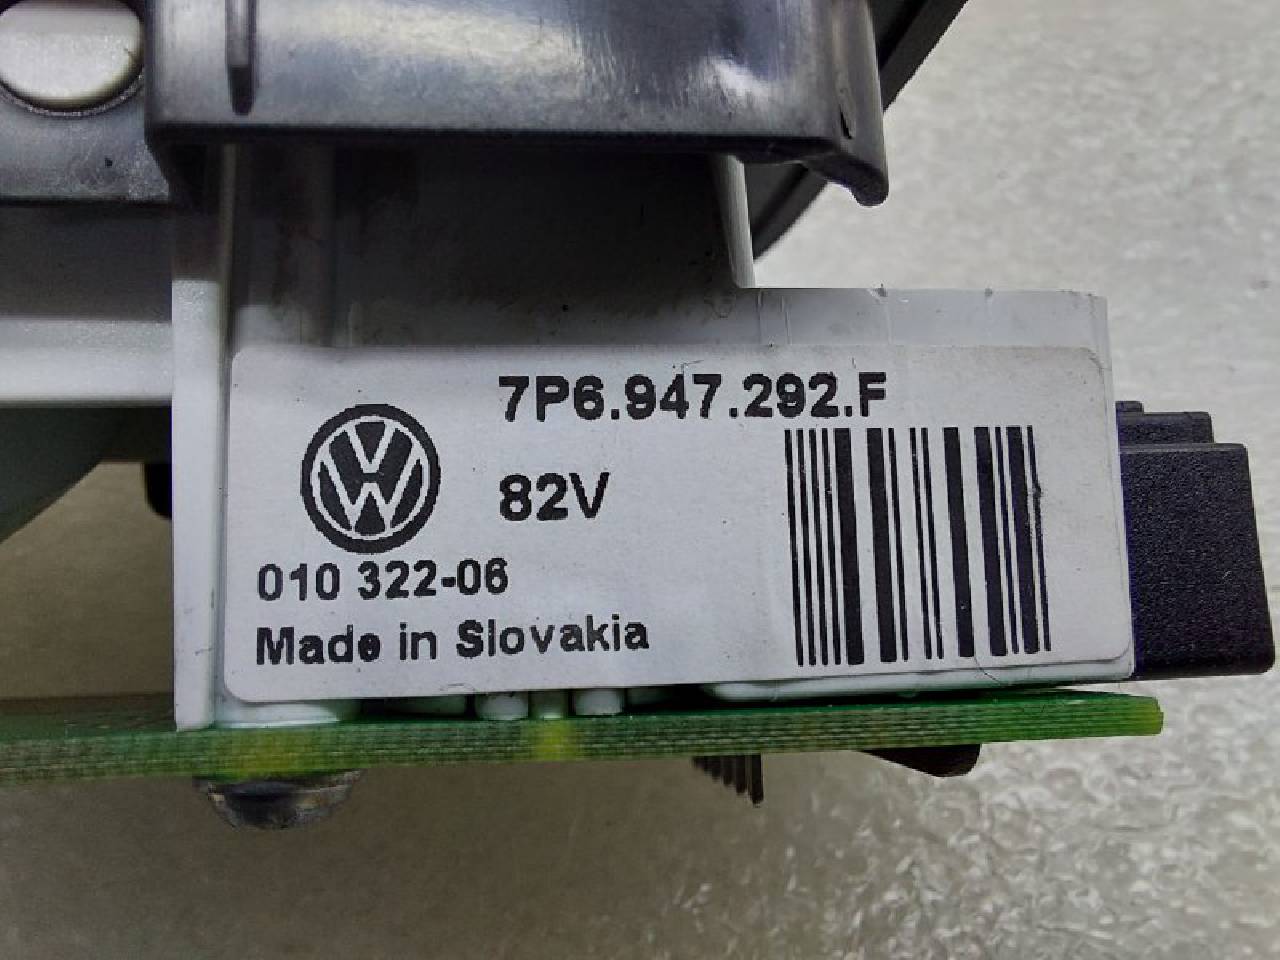 7P6.947.292.F
82V
010 322-06
Made in Slovakia